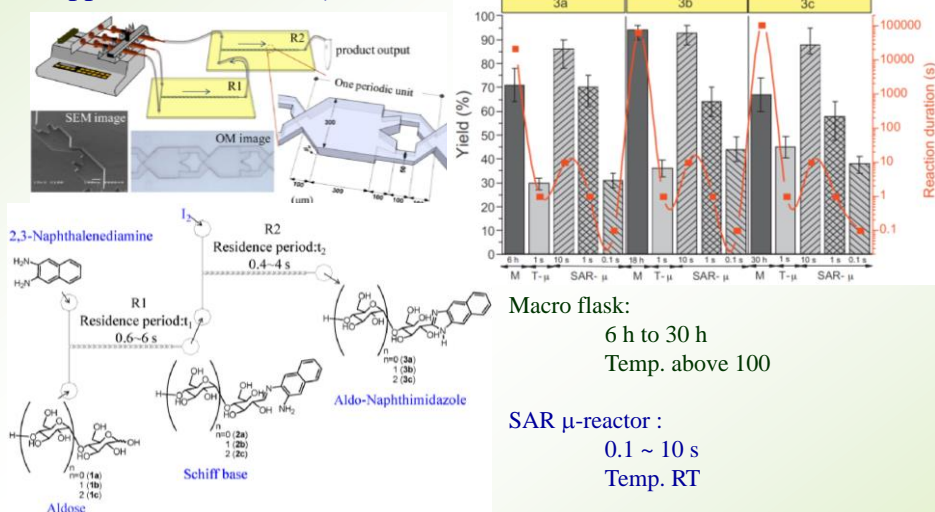 R2
product output
R1
One periodic unit
SEM image
OM image
300
100
300
100
100
(um)
2,3-Naphthalenediamine
H2N
H2N
I2
R2
Residence period:t2
0.4~4 s
R1
Residence period:t1
0.6~6 s
n
n=0 (1a)
1 (1b)
2 (1c)
Aldose
n
n=0 (2a)
1 (2b)
2 (2c)
Schiff base
n
n=0 (3a)
1 (3b)
2 (3c)
Aldo-Naphthimidazole
3a 3b 3c
Yield (%)
100
90
80
70
60
50
40
30
20
10
0
100000
10000
1000
100
10
1
0.1
Reaction duration (s)
6 h 1 s 10 s 1 s 0.1 s 18 h 1 s 10 s 1 s 0.1 s 30 h 1 s 10 s 1 s 0.1 s
M T-μ SAR-μ M T-μ SAR-μ M T-μ SAR-μ
Macro flask:
6 h to 30 h
Temp. above 100
SAR μ-reactor :
0.1 ~ 10 s
Temp. RT